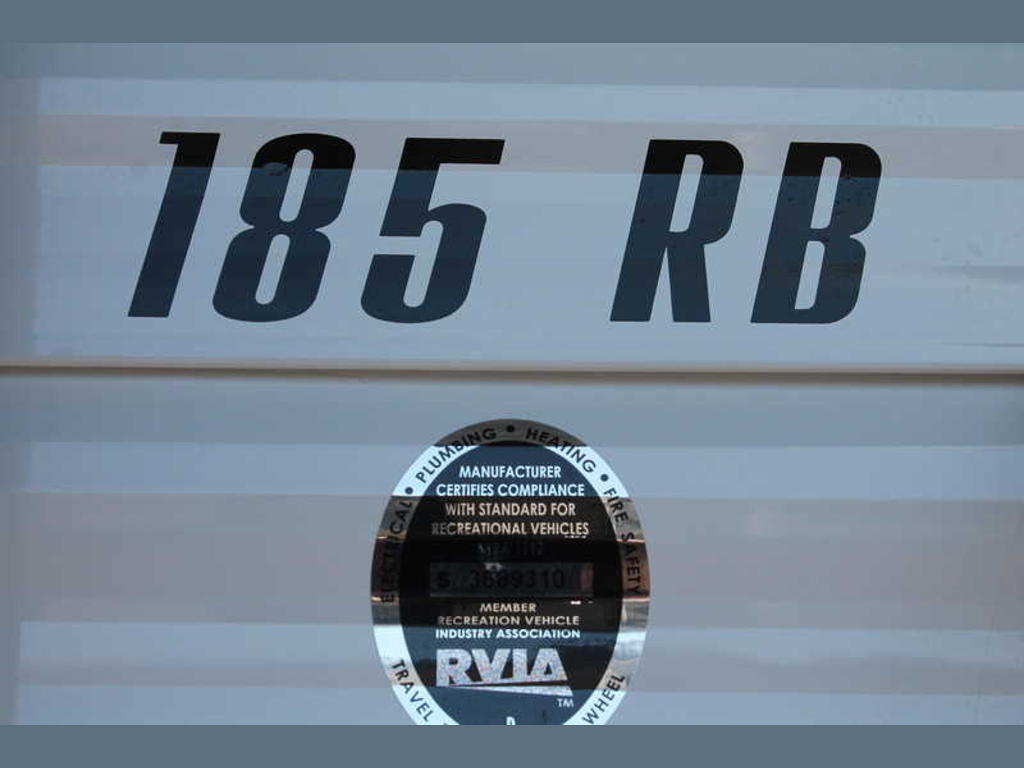 185 RB
ELECTRICAL • PLUMBING • HEATING • FIRE SAFETY
MANUFACTURER
CERTIFIES COMPLIANCE
WITH STANDARD FOR
RECREATIONAL VEHICLES
S 3689310
MEMBER
RECREATION VEHICLE
INDUSTRY ASSOCIATION
RVIA
TM
TRAVEL
WHEEL